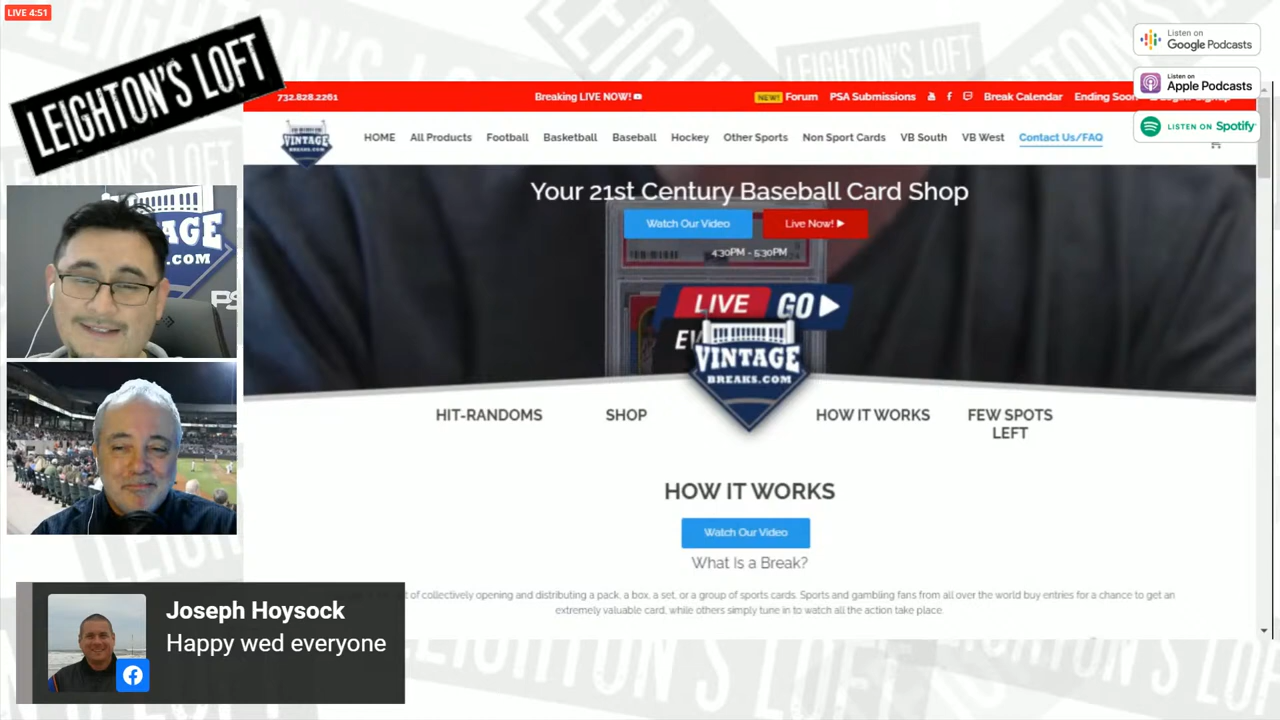 LIVE 4:51
LEIGHTON'S LOFT
Listen on
Google Podcasts
Listen on
Apple Podcasts
LISTEN ON Spotify
732.828.2261
Breaking LIVE NOW!
NEW! Forum
PSA Submissions
Break Calendar
Ending Soon
VINTAGE
BREAKS.COM
HOME
All Products
Football
Basketball
Baseball
Hockey
Other Sports
Non Sport Cards
VB South
VB West
Contact Us/FAQ
Your 21st Century Baseball Card Shop
Watch Our Video
Live Now!
4:30PM - 5:30PM
LIVE GO
VINTAGE
BREAKS.COM
AGE
.COM
HIT-RANDOMS
SHOP
HOW IT WORKS
FEW SPOTS
LEFT
HOW IT WORKS
Watch Our Video
What Is a Break?
of collectively opening and distributing a pack, a box, a set, or a group of sports cards. Sports and gambling fans from all over the world buy entries for a chance to get an
extremely valuable card, while others simply tune in to watch all the action take place.
Joseph Hoysock
Happy wed everyone